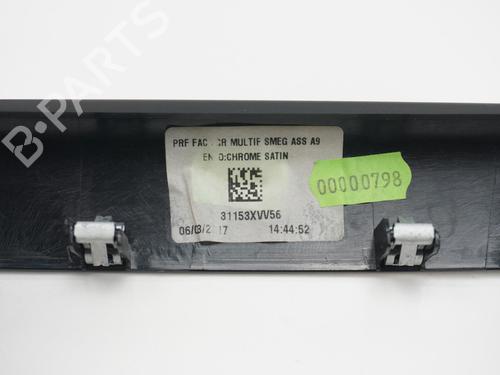 PRF FAC CR MULTIF SMEG ASS A9
EN O:CHROME SATIN
31153XVV56
14:44:52
00000798
B-PARTS